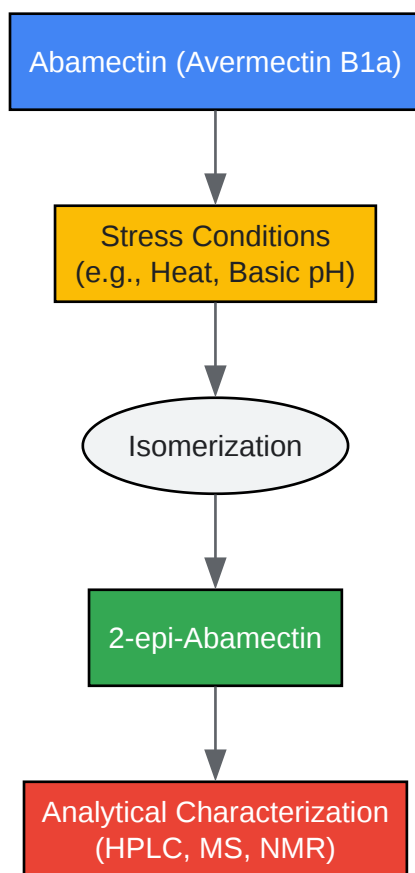 Abamectin (Avermectin B1a)
Stress Conditions
(e.g., Heat, Basic pH)
Isomerization
2-epi-Abamectin
Analytical Characterization
(HPLC, MS, NMR)